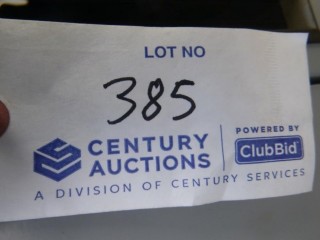 LOT NO
385
CENTURY
AUCTIONS
POWERED BY
ClubBid
A DIVISION OF CENTURY SERVICES